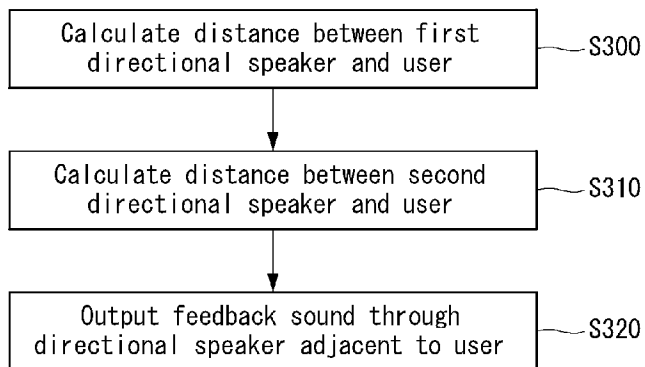 Calculate distance between first
directional speaker and user
S300
Calculate distance between second
directional speaker and user
S310
Output feedback sound through
directional speaker adjacent to user
S320